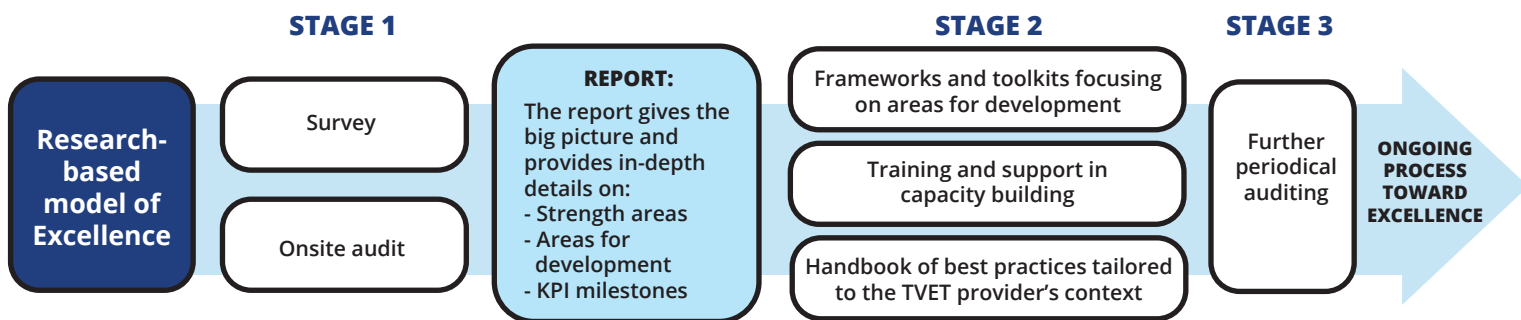 STAGE 1
STAGE 2
STAGE 3
Research-
based
model of
Excellence
Survey
Onsite audit
REPORT:
The report gives the
big picture and
provides in-depth
details on:
- Strength areas
- Areas for
development
- KPI milestones
Frameworks and toolkits focusing
on areas for development
Training and support in
capacity building
Handbook of best practices tailored
to the TVET provider’s context
Further
periodical
auditing
ONGOING
PROCESS
TOWARD
EXCELLENCE